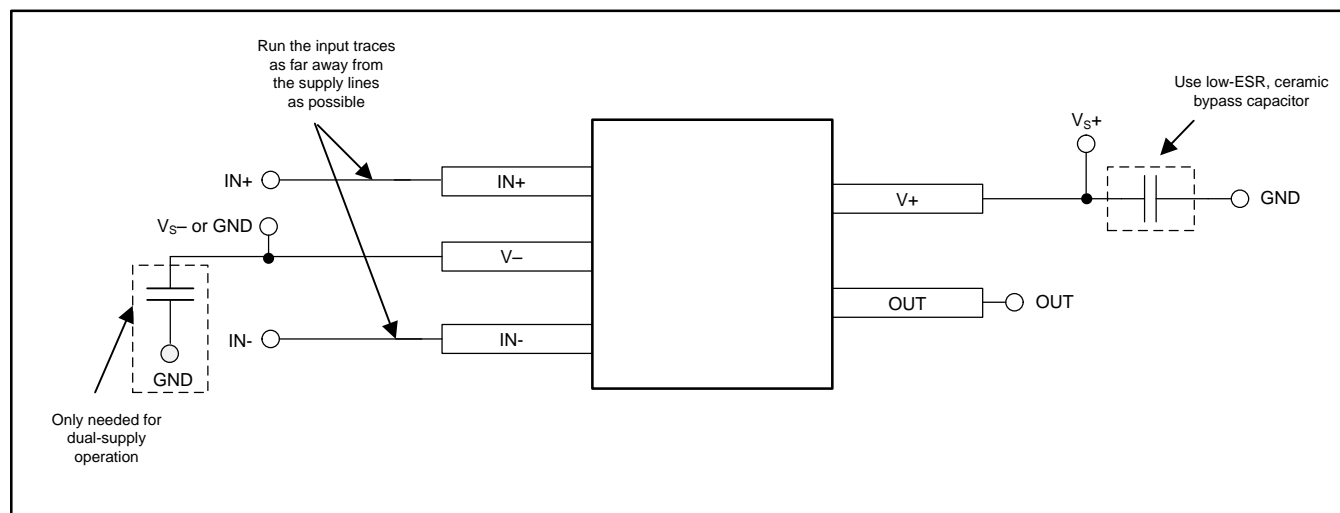 Run the input traces
as far away from
the supply lines
as possible
Use low-ESR, ceramic
bypass capacitor
VS+
IN+
IN+
V+
GND
VS– or GND
V–
OUT
OUT
IN-
IN-
GND
Only needed for
dual-supply
operation